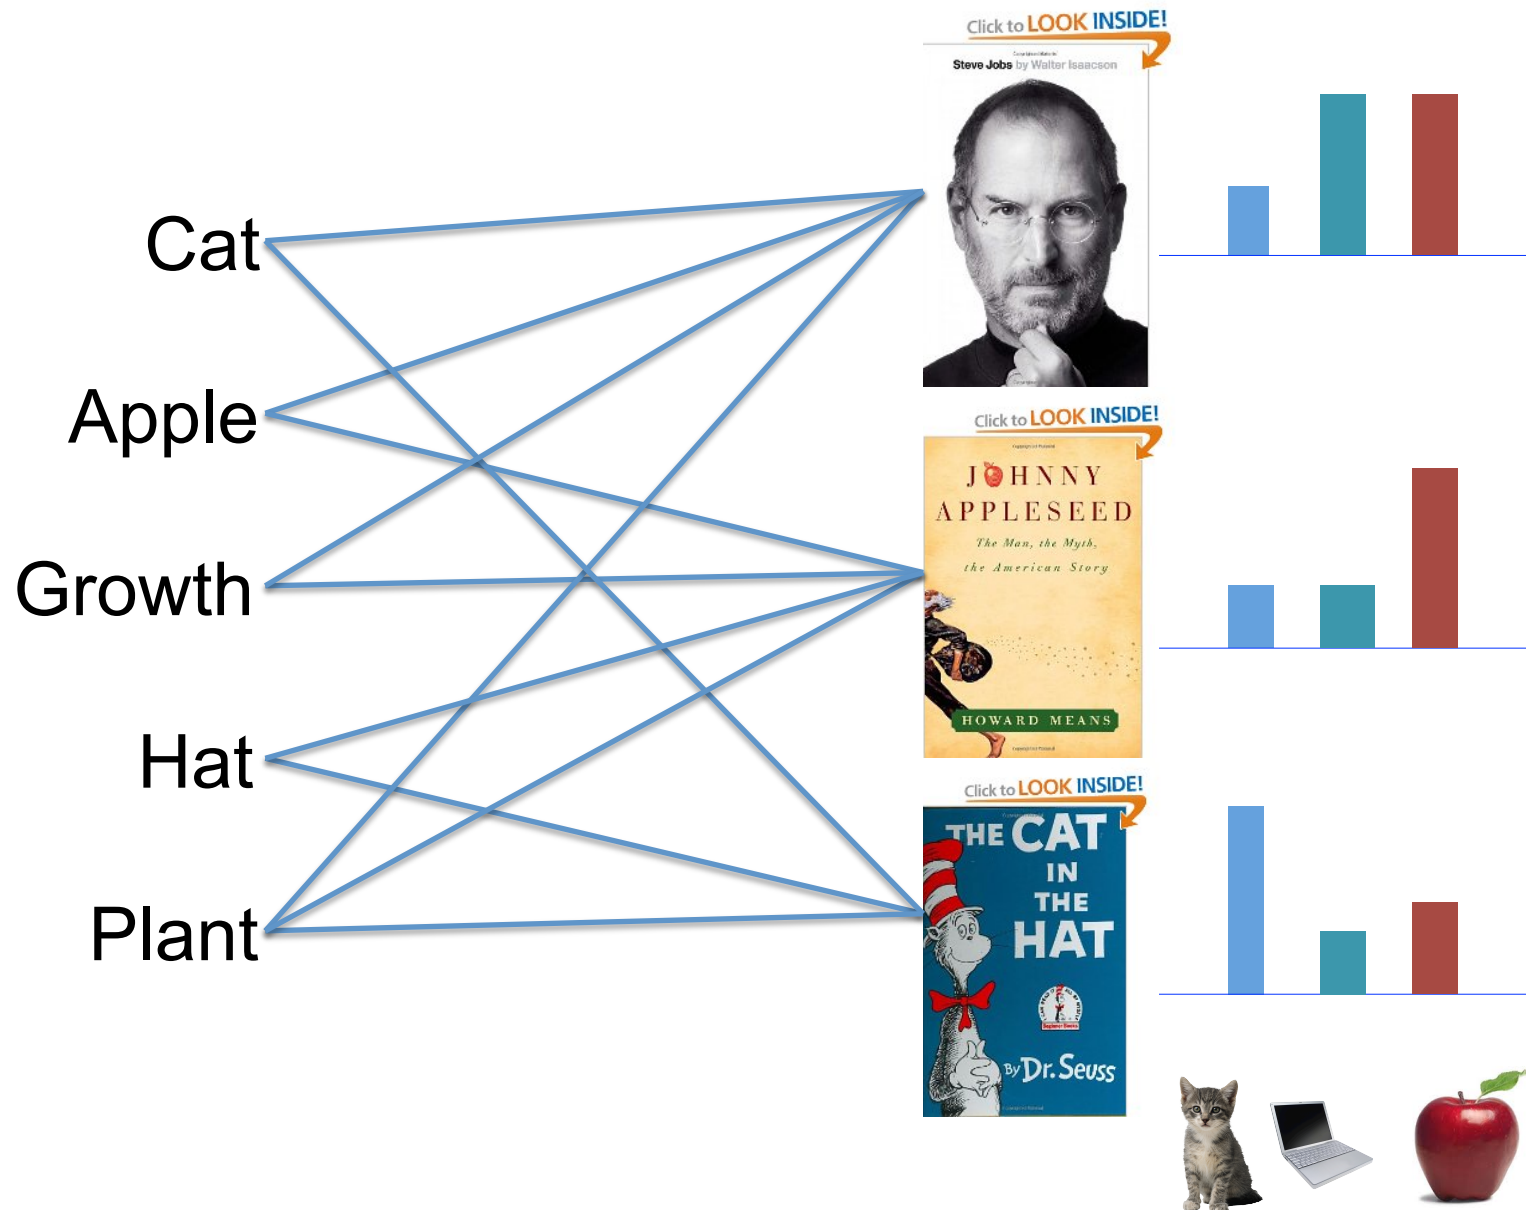 Cat
Apple
Growth
Hat
Plant
Click to LOOK INSIDE!
Steve Jobs by Walter Isaacson
Click to LOOK INSIDE!
JOHNNY
APPLESEED
The Man, the Myth,
the American Story
HOWARD MEANS
Click to LOOK INSIDE!
THE CAT
IN
THE
HAT
By Dr. Seuss